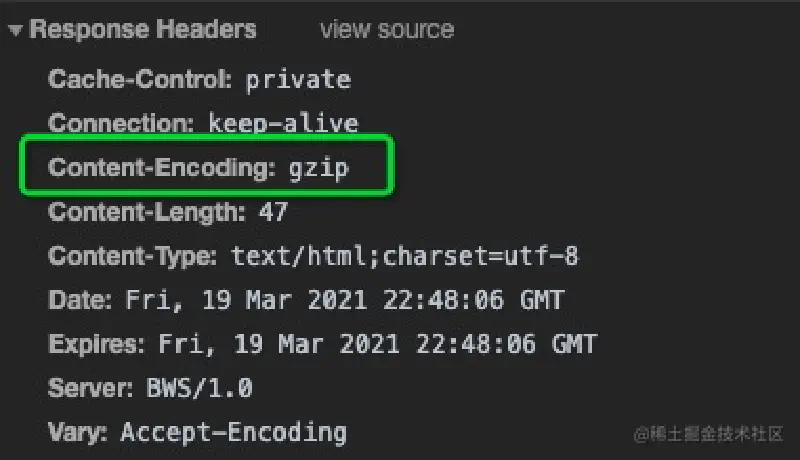 ▼ Response Headers view source
Cache-Control: private
Connection: keep-alive
Content-Encoding: gzip
Content-Length: 47
Content-Type: text/html;charset=utf-8
Date: Fri, 19 Mar 2021 22:48:06 GMT
Expires: Fri, 19 Mar 2021 22:48:06 GMT
Server: BWS/1.0
Vary: Accept-Encoding
@稀土掘金技术社区